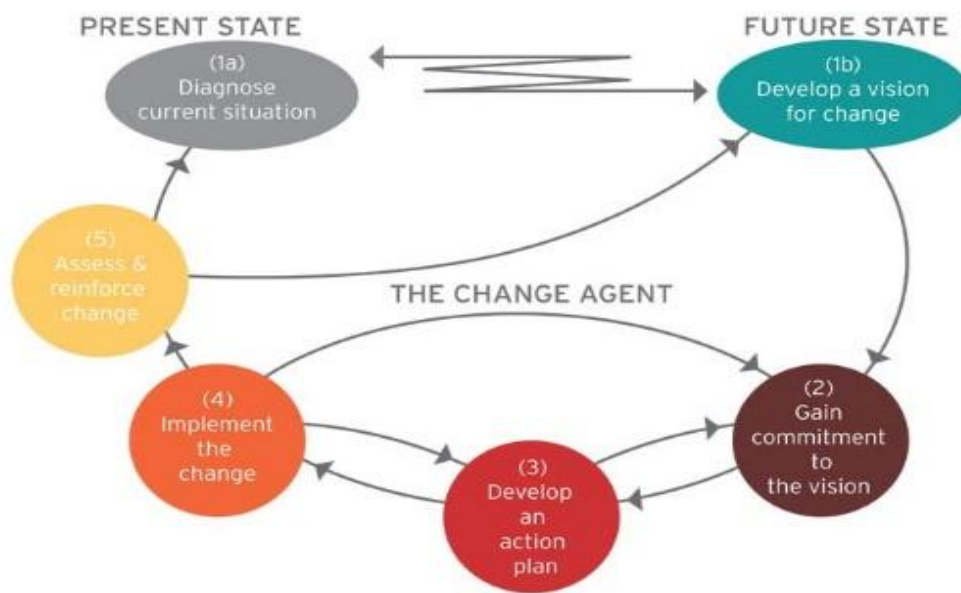 PRESENT STATE
FUTURE STATE
(1a)
Diagnose
current situation
(1b)
Develop a vision
for change
(5)
Assess &
reinforce
change
THE CHANGE AGENT
(4)
Implement
the
change
(2)
Gain
commitment
to
the vision
(3)
Develop
an
action
plan